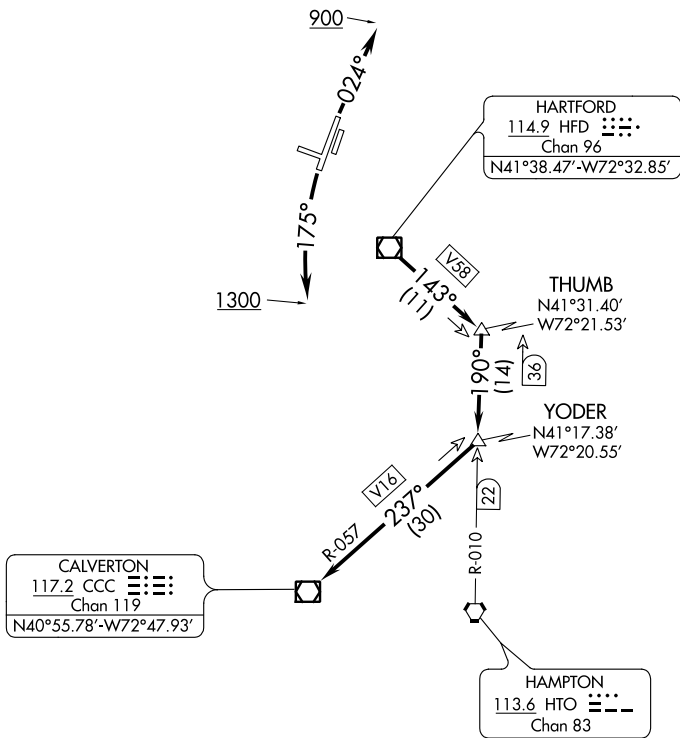 900
024°
175°
1300
HARTFORD
114.9 HFD
Chan 96
N41°38.47'-W72°32.85'
V58
143°
(11)
THUMB
N41°31.40'
W72°21.53'
190°
(14)
36
YODER
N41°17.38'
W72°20.55'
V16
237°
(30)
R-057
22
R-010
CALVERTON
117.2 CCC
Chan 119
N40°55.78'-W72°47.93'
HAMPTON
113.6 HTO
Chan 83